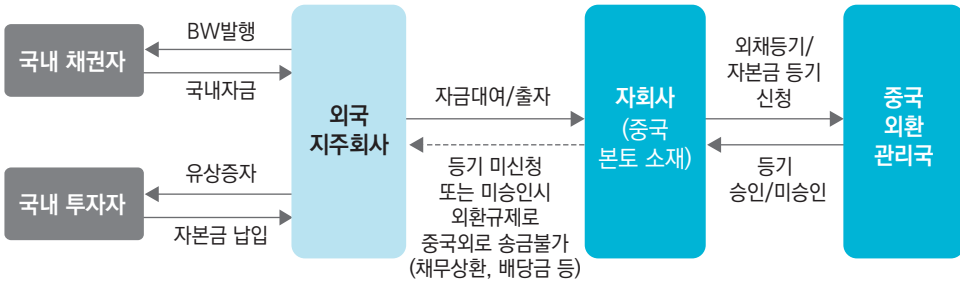 국내 채권자
BW발행
국내자금
국내 투자자
유상증자
자본금 납입
외국
지주회사
자금대여/출자
등기 미신청
또는 미승인시
외환규제로
중국외로 송금불가
(채무상환, 배당금 등)
자회사
(중국
본토 소재)
외채등기/
자본금 등기
신청
등기
승인/미승인
중국
외환
관리국